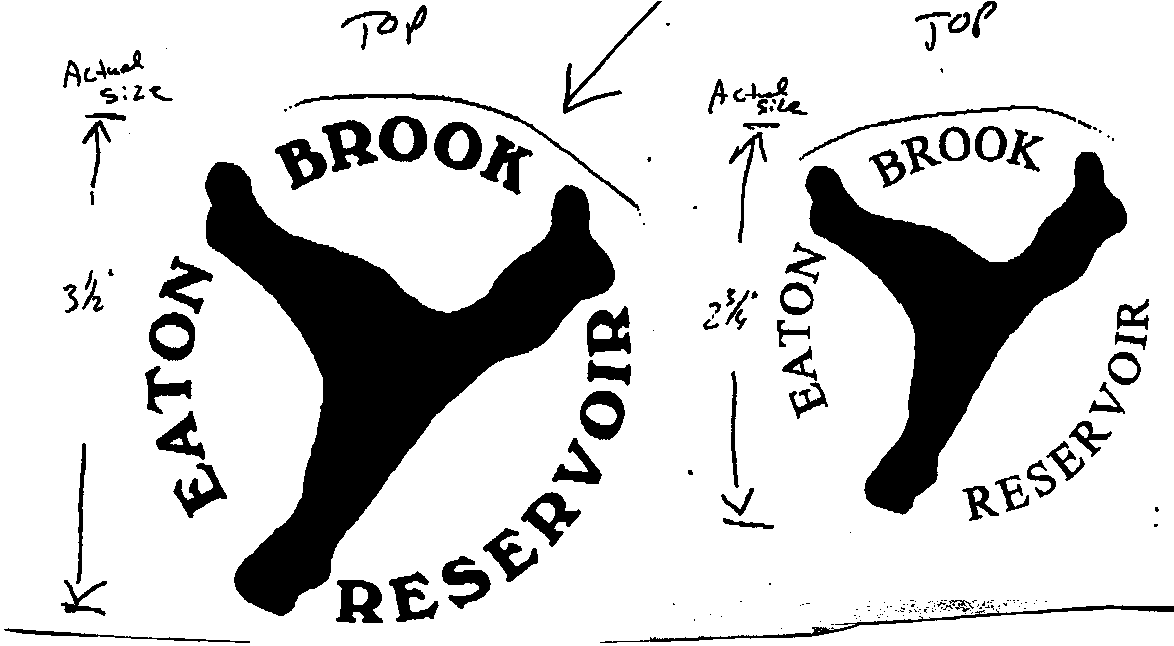 TOP
Actual
size
3½"
EATON
BROOK
RESERVOIR
TOP
Actual
size
2¾"
EATON
BROOK
RESERVOIR